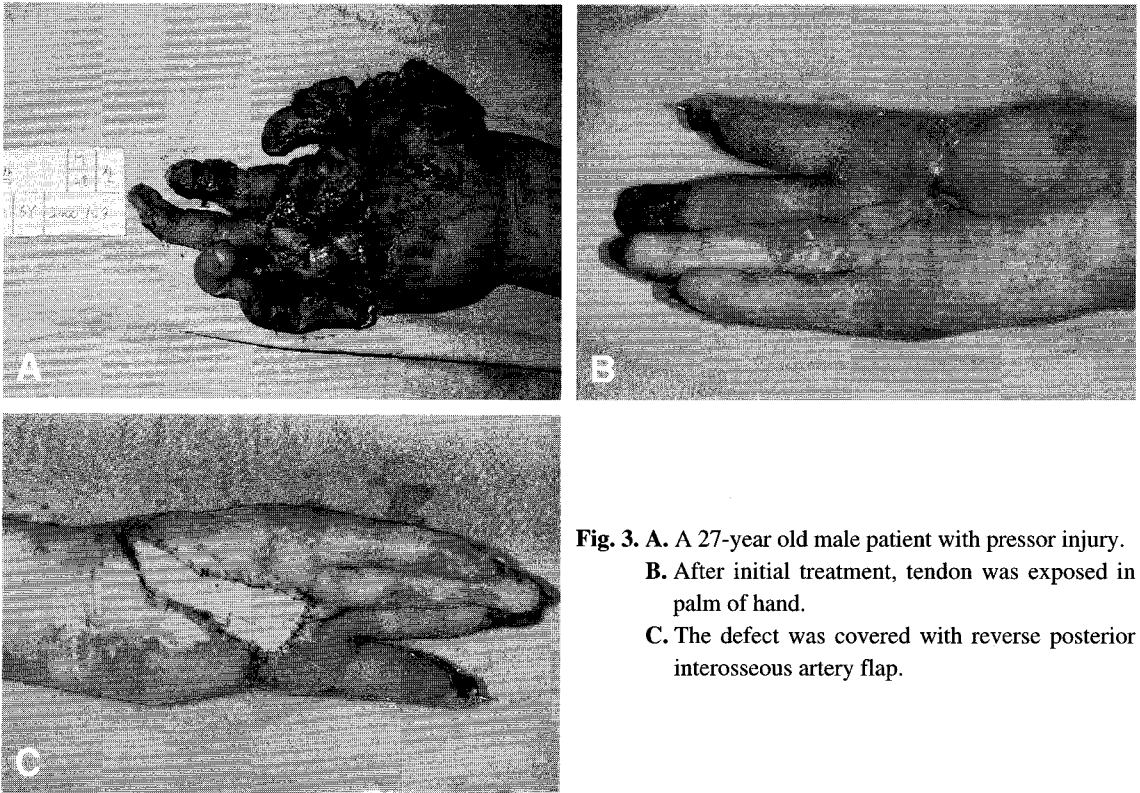 A
B
C
Fig. 3. A. A 27-year old male patient with pressor injury.
B. After initial treatment, tendon was exposed in
palm of hand.
C. The defect was covered with reverse posterior
interosseous artery flap.